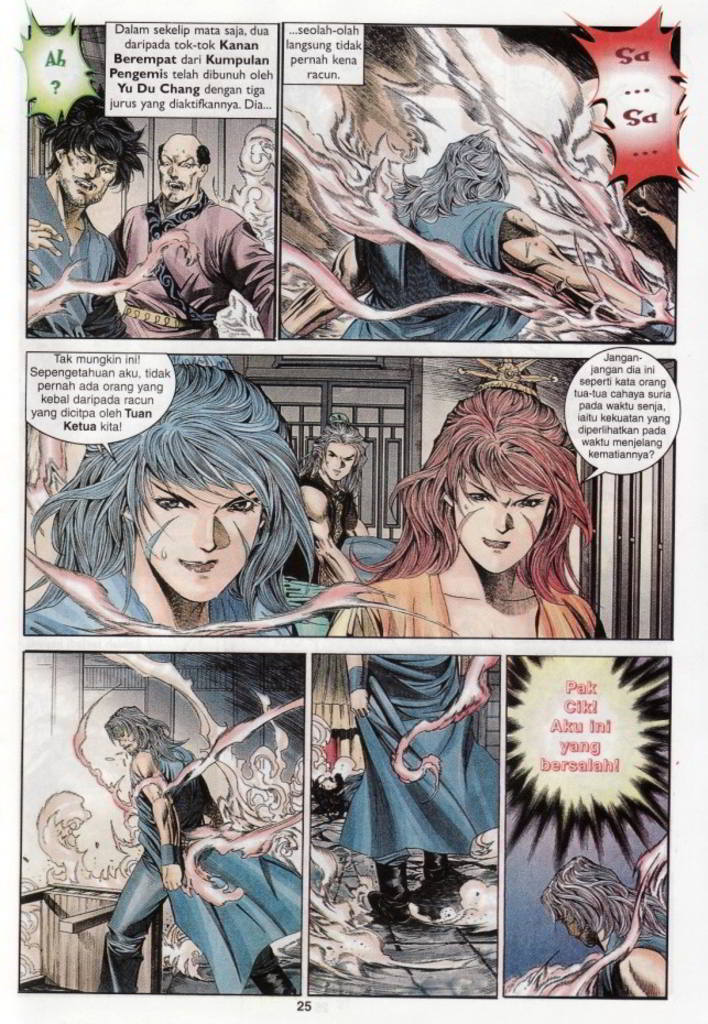 Ah
?
Dalam sekelip mata saja, dua
daripada tok-tok Kanan
Berempat dari Kumpulan
Pengemis telah dibunuh oleh
Yu Du Chang dengan tiga
jurus yang diaktifkannya. Dia...
...seolah-olah
langsung tidak
pernah kena
racun.
Pa
...
Pa
...
Tak mungkin ini!
Sepengetahuan aku, tidak
pernah ada orang yang
kebal daripada racun
yang dicitpa oleh Tuan
Ketua kita!
Jangan-
jangan dia ini
seperti kata orang
tua-tua cahaya suria
pada waktu senja,
iaitu kekuatan yang
diperlihatkan pada
waktu menjelang
kematiannya?
Pak
Cik!
Aku ini
yang
bersalah!
25